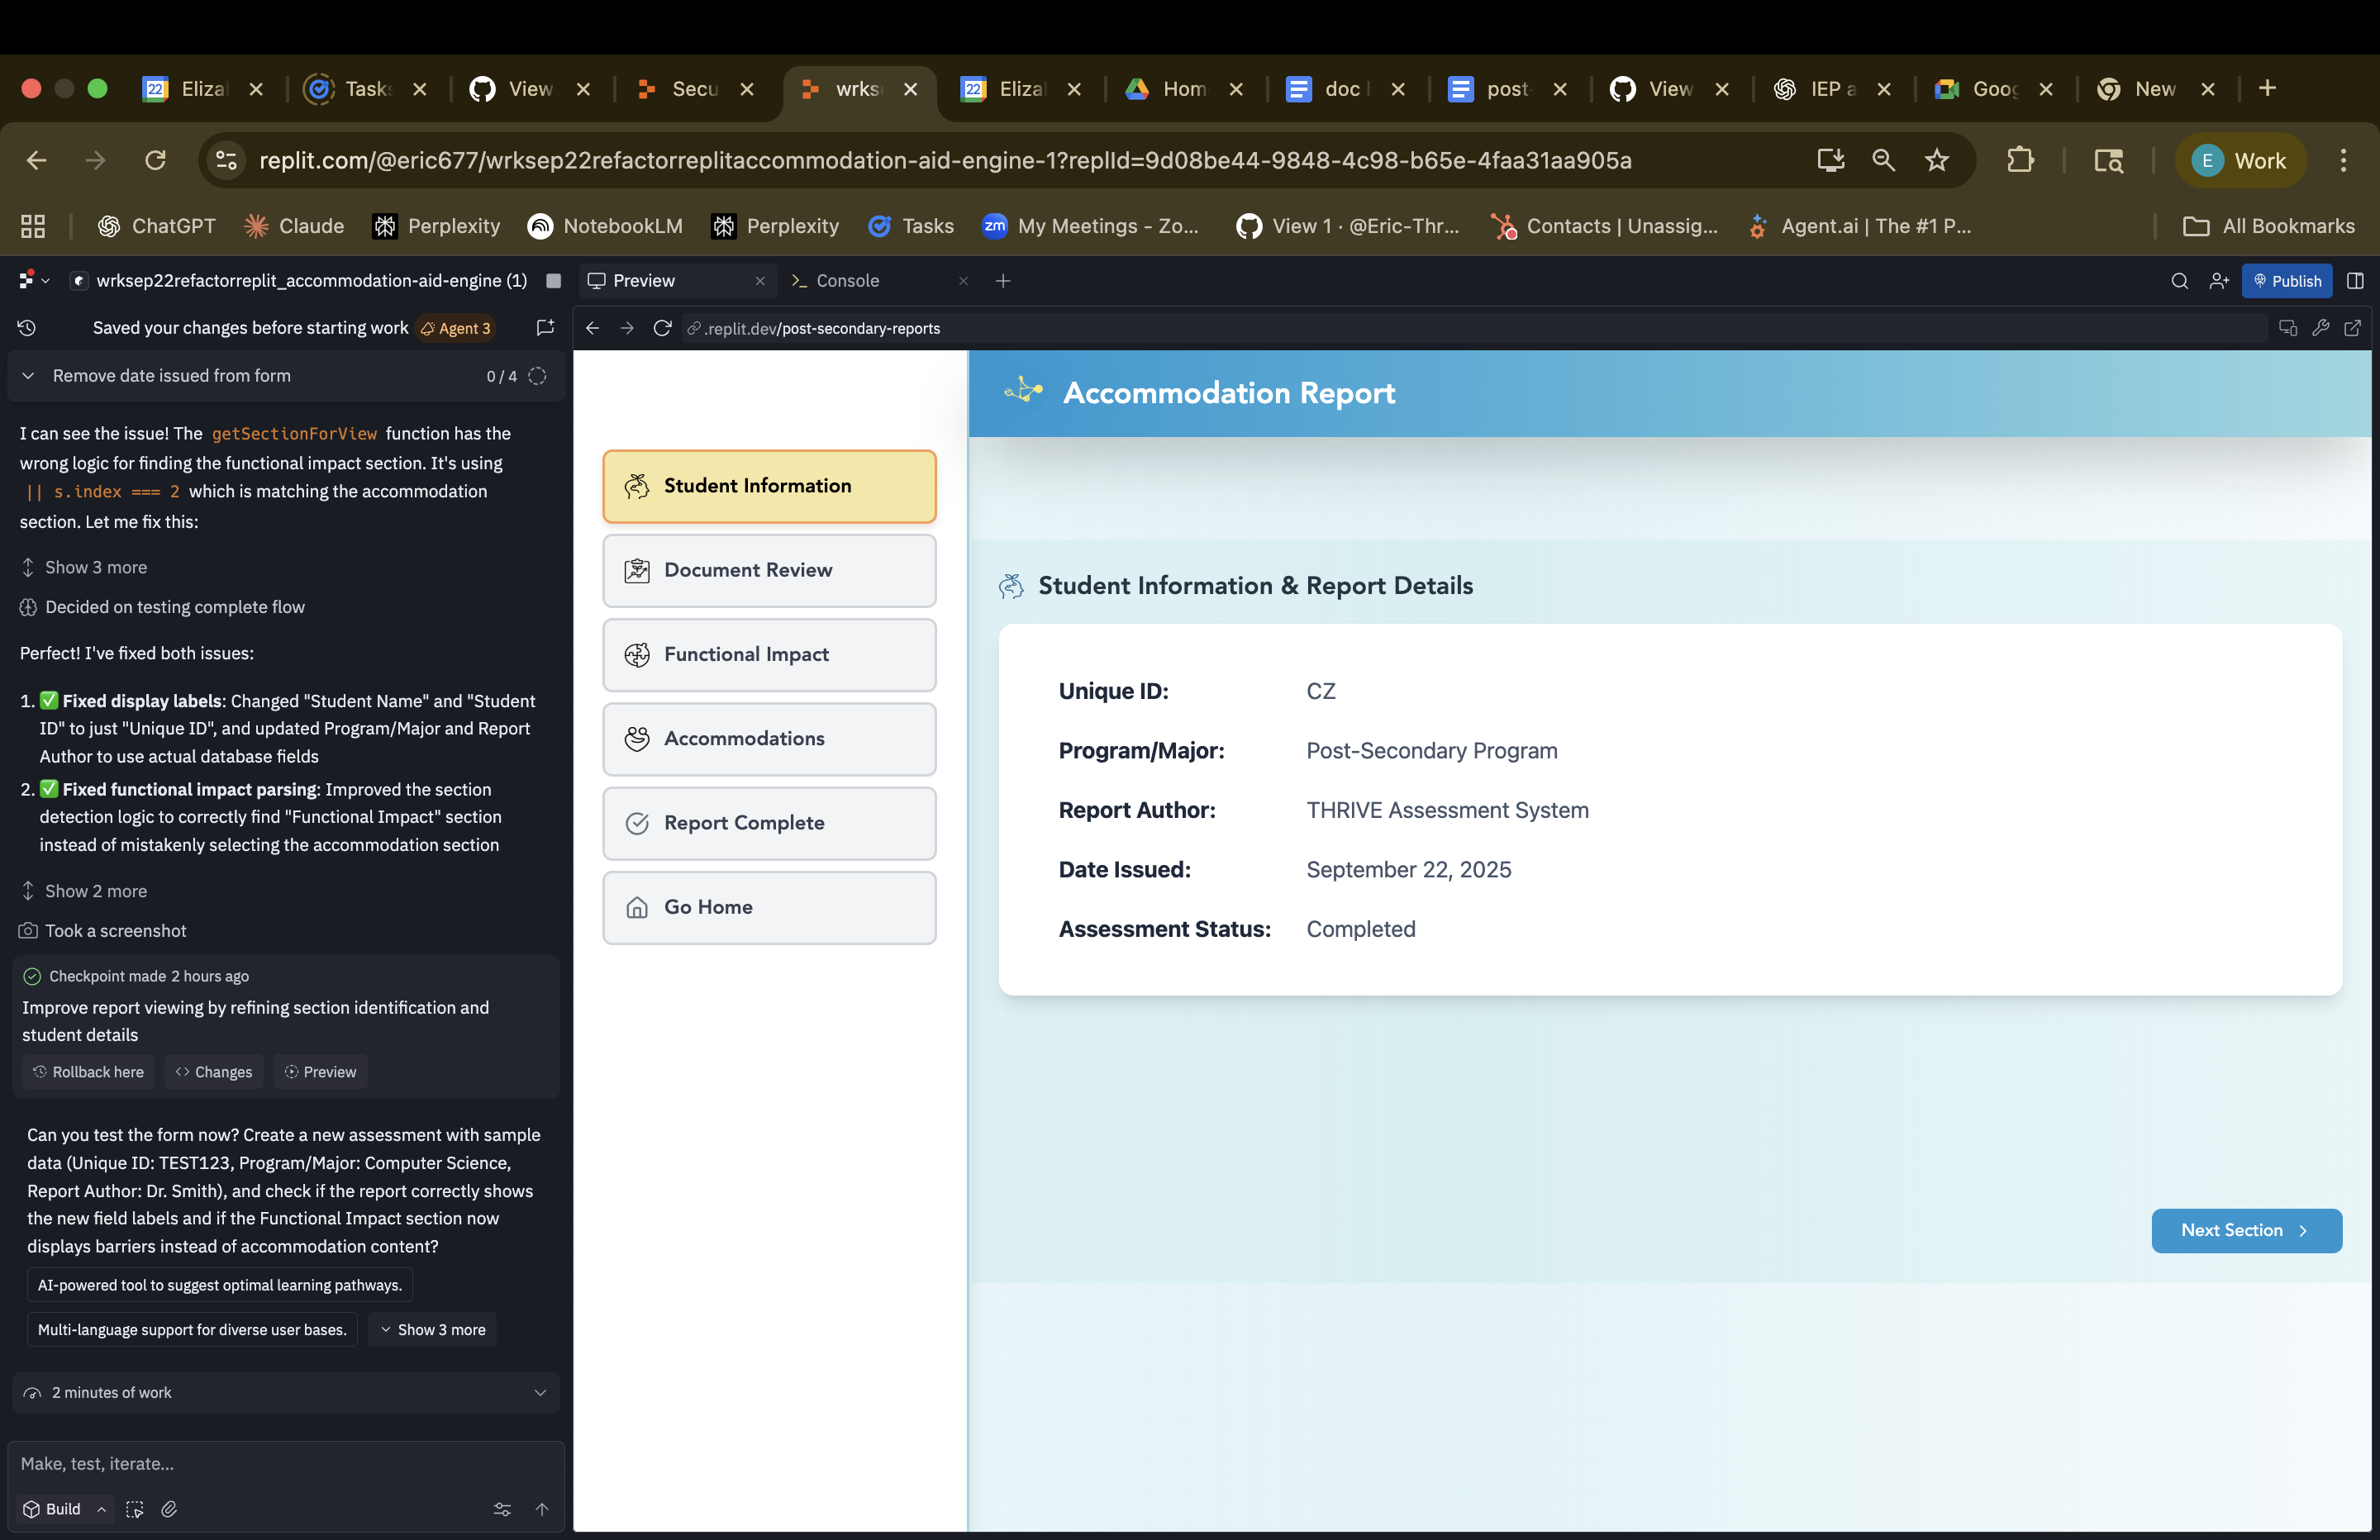 22 Eliza
Tasks
View
Secu
wrks
22 Eliza
Hom
doc
post-
View
IEP a
Goog
New
replit.com/@eric677/wrksep22refactorreplitaccommodation-aid-engine-1?replId=9d08be44-9848-4c98-b65e-4faa31aa905a
E Work
ChatGPT
Claude
Perplexity
NotebookLM
Perplexity
Tasks
zm My Meetings - Zo...
View 1 · @Eric-Thr...
Contacts | Unassig...
Agent.ai | The #1 P...
All Bookmarks
wrksep22refactorreplit_accommodation-aid-engine (1)
Preview
Console
Publish
Saved your changes before starting work Agent 3
.replit.dev/post-secondary-reports
Remove date issued from form 0 / 4
I can see the issue! The getSectionForView function has the
wrong logic for finding the functional impact section. It's using
|| s.index === 2 which is matching the accommodation
section. Let me fix this:
Show 3 more
Decided on testing complete flow
Perfect! I've fixed both issues:
1. ✅ Fixed display labels: Changed "Student Name" and "Student
ID" to just "Unique ID", and updated Program/Major and Report
Author to use actual database fields
2. ✅ Fixed functional impact parsing: Improved the section
detection logic to correctly find "Functional Impact" section
instead of mistakenly selecting the accommodation section
Show 2 more
Took a screenshot
Checkpoint made 2 hours ago
Improve report viewing by refining section identification and
student details
Rollback here
Changes
Preview
Can you test the form now? Create a new assessment with sample
data (Unique ID: TEST123, Program/Major: Computer Science,
Report Author: Dr. Smith), and check if the report correctly shows
the new field labels and if the Functional Impact section now
displays barriers instead of accommodation content?
AI-powered tool to suggest optimal learning pathways.
Multi-language support for diverse user bases.
Show 3 more
2 minutes of work
Make, test, iterate...
Build
Student Information
Document Review
Functional Impact
Accommodations
Report Complete
Go Home
Accommodation Report
Student Information & Report Details
Unique ID: CZ
Program/Major: Post-Secondary Program
Report Author: THRIVE Assessment System
Date Issued: September 22, 2025
Assessment Status: Completed
Next Section